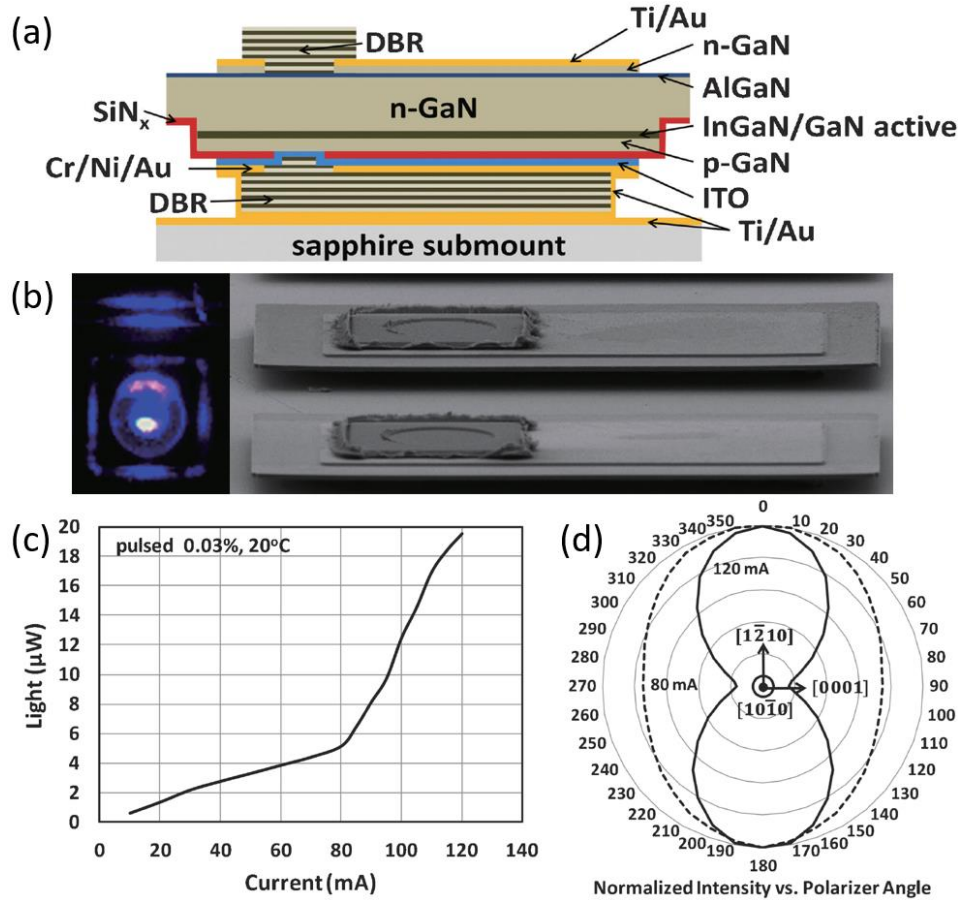 (a)
Ti/Au
DBR
n-GaN
AlGaN
n-GaN
SiNx
InGaN/GaN active
p-GaN
Cr/Ni/Au
ITO
DBR
Ti/Au
sapphire submount
(b)
(c)
20
18
16
14
12
10
8
6
4
2
0
pulsed 0.03%, 20°C
Light (µW)
0 20 40 60 80 100 120 140
Current (mA)
(d)
0
10
20
30
40
50
60
70
80
90
100
110
120
130
140
150
160
170
180
190
200
210
220
230
240
250
260
270
280
290
300
310
320
330
340
350
120 mA
80 mA
[12̄10]
[0001]
[101̄0]
Normalized Intensity vs. Polarizer Angle